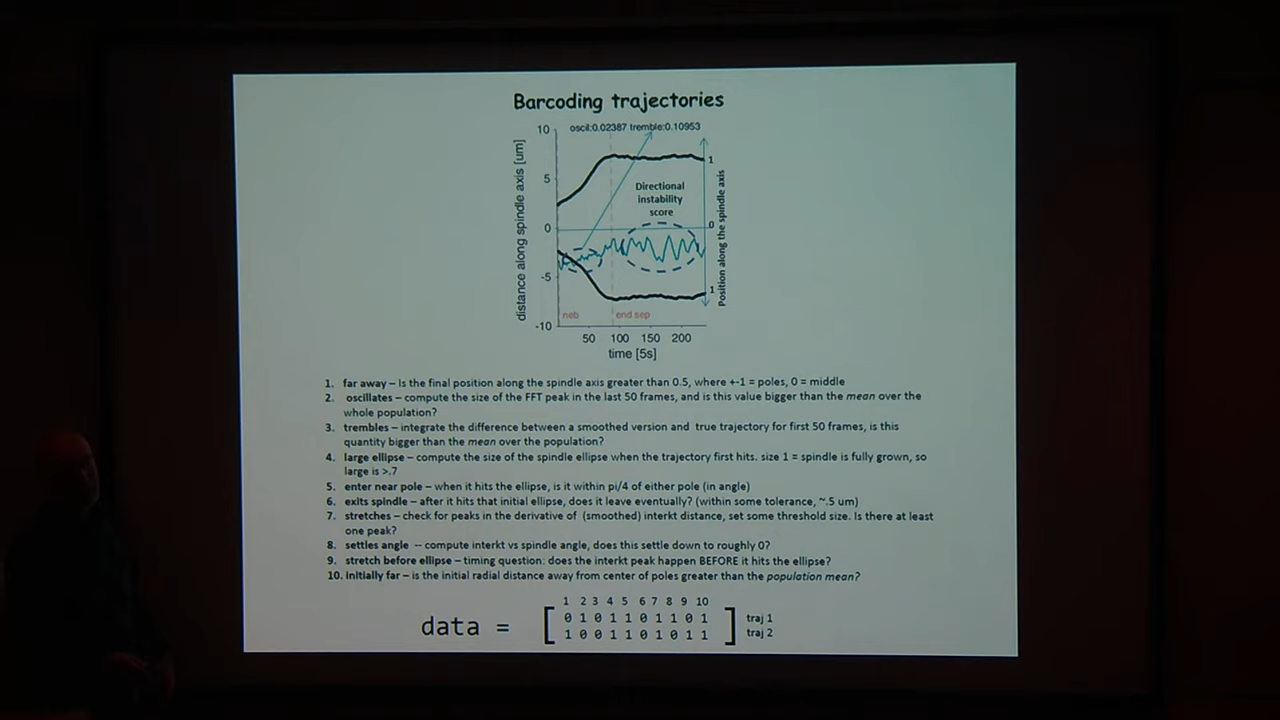 Barcoding trajectories
oscil:0.02387 tremble:0.10953
distance along spindle axis [um]
10
5
0
-5
-10
Directional
instability
score
1
0
1
Position along the spindle axis
neb
end sep
50 100 150 200
time [5s]
1. far away – Is the final position along the spindle axis greater than 0.5, where +-1 = poles, 0 = middle
2. oscillates – compute the size of the FFT peak in the last 50 frames, and is this value bigger than the mean over the
whole population?
3. trembles – integrate the difference between a smoothed version and true trajectory for first 50 frames, is this
quantity bigger than the mean over the population?
4. large ellipse – compute the size of the spindle ellipse when the trajectory first hits. size 1 = spindle is fully grown, so
large is >.7
5. enter near pole – when it hits the ellipse, is it within pi/4 of either pole (in angle)
6. exits spindle – after it hits that initial ellipse, does it leave eventually? (within some tolerance, ~.5 um)
7. stretches – check for peaks in the derivative of (smoothed) interkt distance, set some threshold size. Is there at least
one peak?
8. settles angle -- compute interkt vs spindle angle, does this settle down to roughly 0?
9. stretch before ellipse – timing question: does the interkt peak happen BEFORE it hits the ellipse?
10. Initially far – is the initial radial distance away from center of poles greater than the population mean?
1 2 3 4 5 6 7 8 9 10
data = [ 0 1 0 1 1 0 1 1 0 1 ] traj 1
1 0 0 1 1 0 1 0 1 1 traj 2